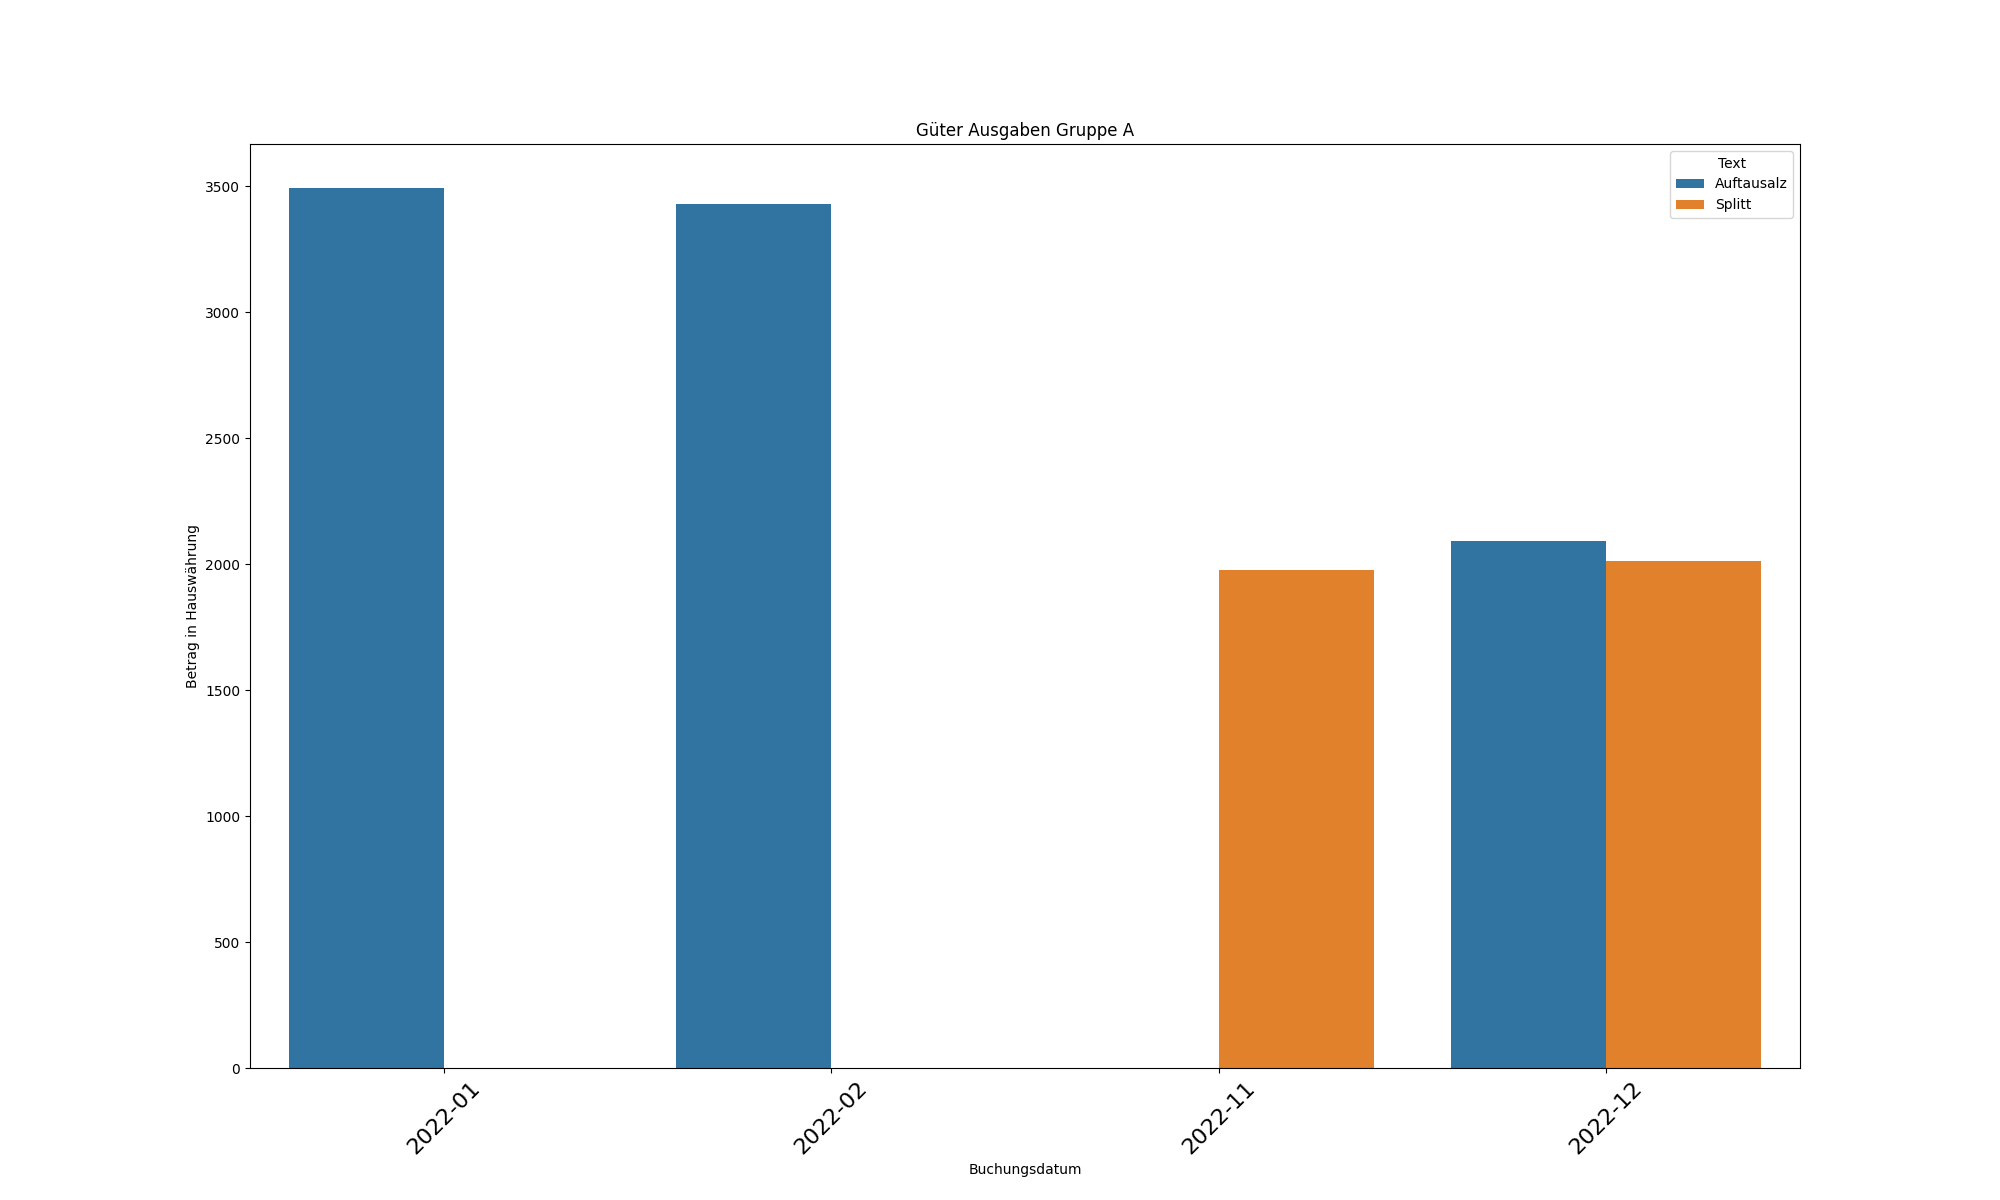 Güter Ausgaben Gruppe A
Text
Auftausalz
Splitt
3500
3000
2500
2000
1500
1000
500
0
Betrag in Hauswährung
2022-01
2022-02
2022-11
2022-12
Buchungsdatum